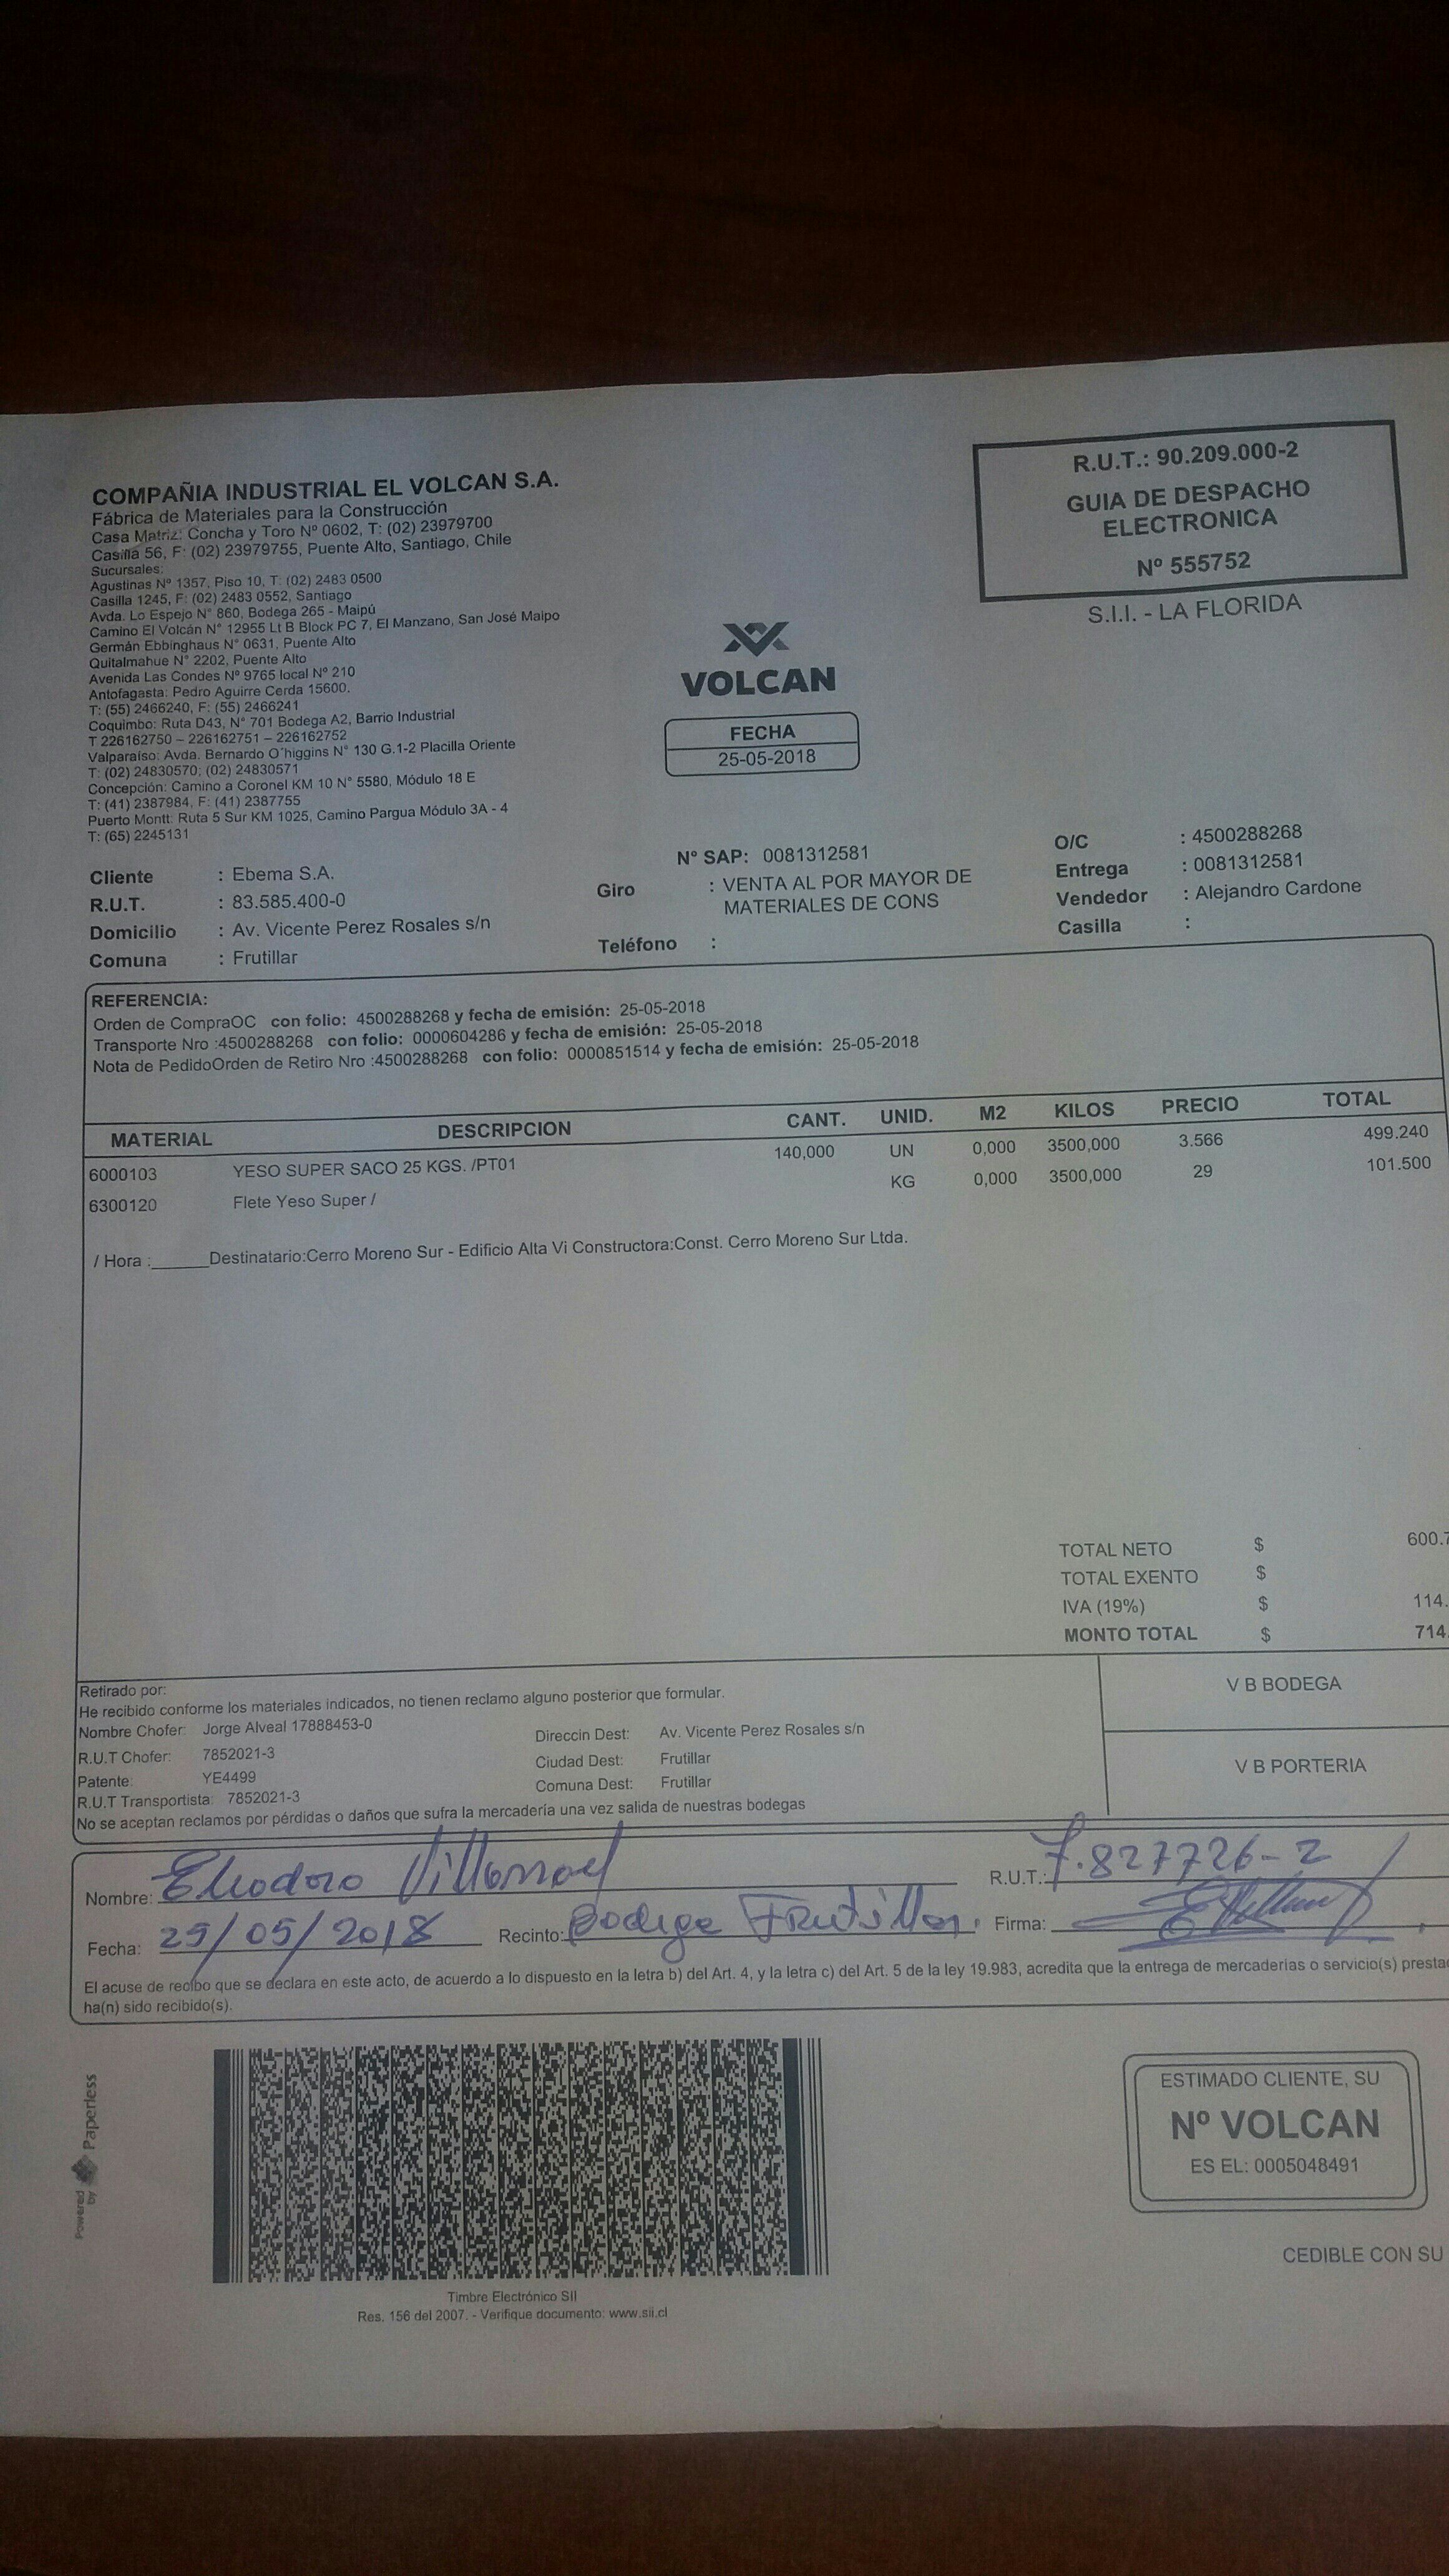 COMPAÑIA INDUSTRIAL EL VOLCAN S.A.
Fábrica de Materiales para la Construcción
Casa Matriz: Concha y Toro Nº 0602, T: (02) 23979700
Casilla 56, F: (02) 23979755, Puente Alto, Santiago, Chile
Sucursales:
Agustinas Nº 1357, Piso 10, T: (02) 2483 0500
Casilla 1245, F: (02) 2483 0552, Santiago
Avda. Lo Espejo N° 860, Bodega 265 - Maipú
Camino El Volcán N° 12955 Lt B Block PC 7, El Manzano, San José Maipo
Germán Ebbinghaus N° 0631, Puente Alto
Quitalmahue N° 2202, Puente Alto
Avenida Las Condes Nº 9765 local Nº 210
Antofagasta: Pedro Aguirre Cerda 15600.
T: (55) 2466240, F: (55) 2466241
Coquimbo: Ruta D43, N° 701 Bodega A2, Barrio Industrial
T 226162750 – 226162751 – 226162752
Valparaíso: Avda. Bernardo O¨higgins N° 130 G.1-2 Placilla Oriente
T: (02) 24830570; (02) 24830571
Concepción: Camino a Coronel KM 10 N° 5580, Módulo 18 E
T: (41) 2387984, F: (41) 2387755
Puerto Montt: Ruta 5 Sur KM 1025, Camino Pargua Módulo 3A - 4
T: (65) 2245131
R.U.T.: 90.209.000-2
GUIA DE DESPACHO
ELECTRONICA
Nº 555752
S.I.I. - LA FLORIDA
VOLCAN
FECHA
25-05-2018
Cliente : Ebema S.A.
R.U.T. : 83.585.400-0
Domicilio : Av. Vicente Perez Rosales s/n
Comuna : Frutillar
Nº SAP: 0081312581
Giro : VENTA AL POR MAYOR DE
MATERIALES DE CONS
Teléfono :
O/C : 4500288268
Entrega : 0081312581
Vendedor : Alejandro Cardone
Casilla :
REFERENCIA:
Orden de CompraOC con folio: 4500288268 y fecha de emisión: 25-05-2018
Transporte Nro :4500288268 con folio: 0000604286 y fecha de emisión: 25-05-2018
Nota de PedidoOrden de Retiro Nro :4500288268 con folio: 0000851514 y fecha de emisión: 25-05-2018
MATERIAL DESCRIPCION CANT. UNID. M2 KILOS PRECIO TOTAL
6000103 YESO SUPER SACO 25 KGS. /PT01 140,000 UN 0,000 3500,000 3.566 499.240
6300120 Flete Yeso Super / KG 0,000 3500,000 29 101.500
/ Hora :______Destinatario:Cerro Moreno Sur - Edificio Alta Vi Constructora:Const. Cerro Moreno Sur Ltda.
TOTAL NETO $ 600.7
TOTAL EXENTO $
IVA (19%) $ 114.
MONTO TOTAL $ 714.
Retirado por:
He recibido conforme los materiales indicados, no tienen reclamo alguno posterior que formular.
Nombre Chofer: Jorge Alveal 17888453-0
R.U.T Chofer: 7852021-3
Patente: YE4499
R.U.T Transportista: 7852021-3
Direccin Dest: Av. Vicente Perez Rosales s/n
Ciudad Dest: Frutillar
Comuna Dest: Frutillar
No se aceptan reclamos por pérdidas o daños que sufra la mercadería una vez salida de nuestras bodegas
V B BODEGA
V B PORTERIA
Nombre: Eliodoro Villarroel R.U.T.: 7.827726-2
Fecha: 29/05/2018 Recinto: Bodega Frutillar. Firma:
El acuse de recibo que se declara en este acto, de acuerdo a lo dispuesto en la letra b) del Art. 4, y la letra c) del Art. 5 de la ley 19.983, acredita que la entrega de mercaderias o servicio(s) presta
ha(n) sido recibido(s).
Powered by Paperless
Timbre Electrónico SII
Res. 156 del 2007. - Verifique documento: www.sii.cl
ESTIMADO CLIENTE, SU
Nº VOLCAN
ES EL: 0005048491
CEDIBLE CON SU